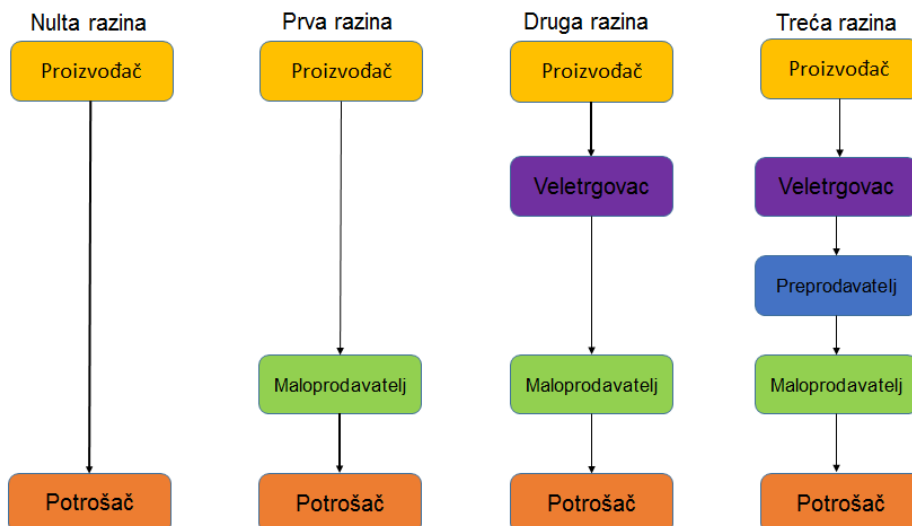 Nulta razina
Prva razina
Druga razina
Treća razina
Proizvođač
Proizvođač
Proizvođač
Proizvođač
Veletrgovac
Veletrgovac
Preprodavatelj
Maloprodavatelj
Maloprodavatelj
Maloprodavatelj
Potrošač
Potrošač
Potrošač
Potrošač